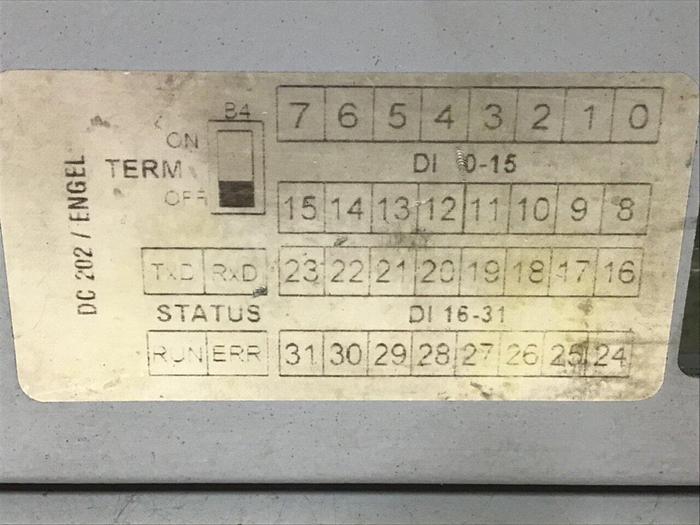 DC 202 / ENGEL
B4
ON
TERM
OFF
7 6 5 4 3 2 1 0
DI 0-15
15 14 13 12 11 10 9 8
TxD RxD
23 22 21 20 19 18 17 16
STATUS
DI 16-31
RUN ERR
31 30 29 28 27 26 25 24